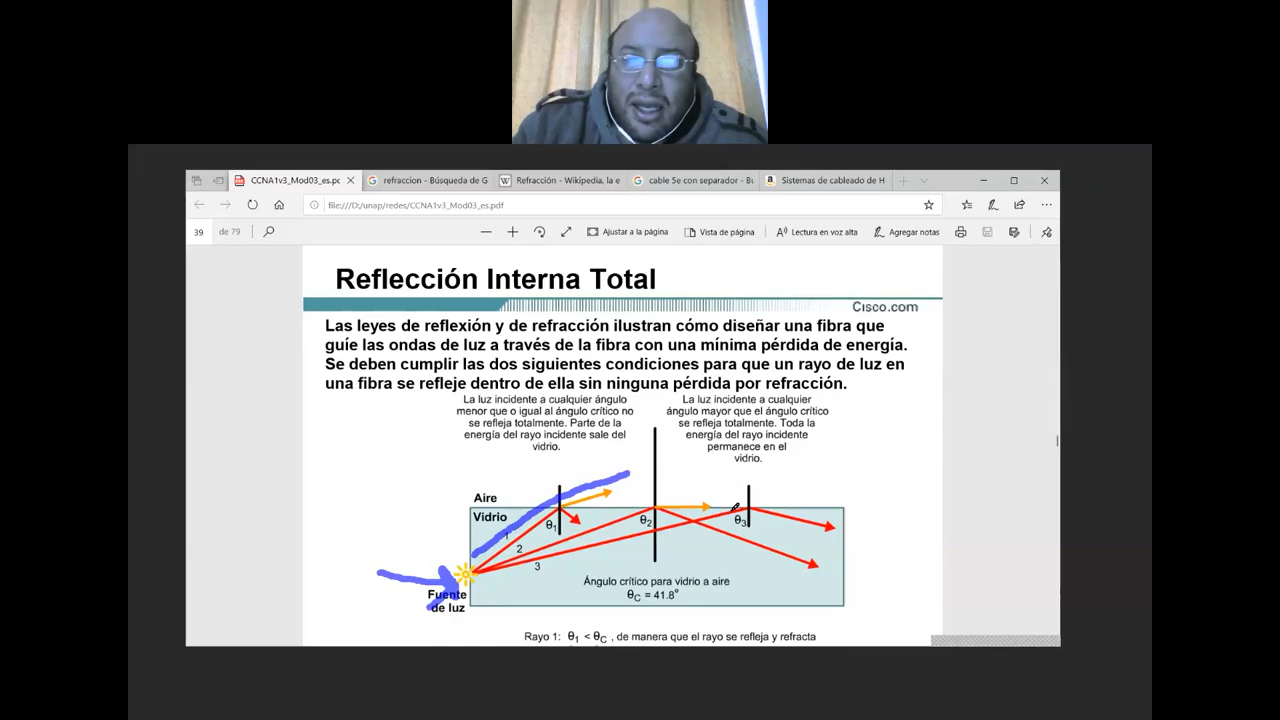 CCNA1v3_Mod03_es.pc
refraccion - Búsqueda de G
Refracción - Wikipedia, la e
cable 5e con separador - Bu
Sistemas de cableado de H
file:///D:/unap/redes/CCNA1v3_Mod03_es.pdf
39 de 79
Ajustar a la página
Vista de página
Lectura en voz alta
Agregar notas
Reflección Interna Total
Cisco.com
Las leyes de reflexión y de refracción ilustran cómo diseñar una fibra que
guíe las ondas de luz a través de la fibra con una mínima pérdida de energía.
Se deben cumplir las dos siguientes condiciones para que un rayo de luz en
una fibra se refleje dentro de ella sin ninguna pérdida por refracción.
La luz incidente a cualquier ángulo
menor que o igual al ángulo crítico no
se refleja totalmente. Parte de la
energía del rayo incidente sale del
vidrio.
La luz incidente a cualquier
ángulo mayor que el ángulo crítico
se refleja totalmente. Toda la
energía del rayo incidente
permanece en el
vidrio.
Aire
Vidrio
θ1
θ2
θ3
1
2
3
Fuente
de luz
Ángulo crítico para vidrio a aire
θC = 41.8°
Rayo 1: θ1 < θC , de manera que el rayo se refleja y refracta